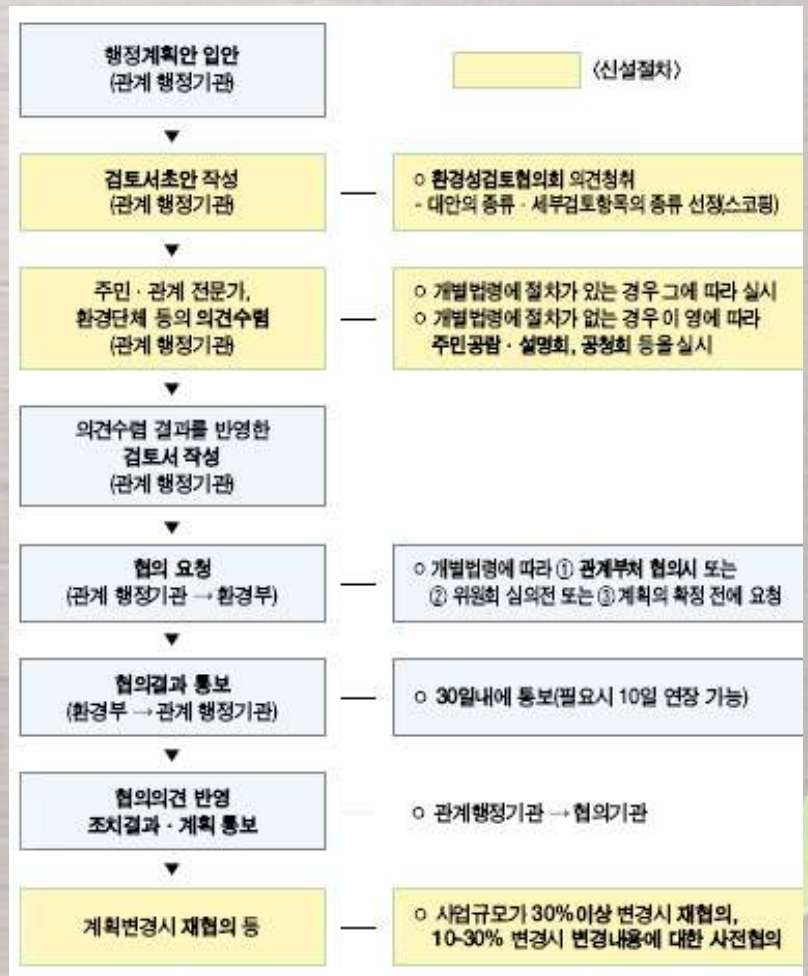 행정계획안 입안
(관계 행정기관)
〈신설절차〉
검토서초안 작성
(관계 행정기관)
○ 환경성검토협의회 의견청취
- 대안의 종류 · 세부검토항목의 종류 선정(스코핑)
주민 · 관계 전문가,
환경단체 등의 의견수렴
(관계 행정기관)
○ 개별법령에 절차가 있는 경우 그에 따라 실시
○ 개별법령에 절차가 없는 경우 이 영에 따라
주민공람 · 설명회, 공청회 등을 실시
의견수렴 결과를 반영한
검토서 작성
(관계 행정기관)
협의 요청
(관계 행정기관 → 환경부)
○ 개별법령에 따라 ① 관계부처 협의시 또는
② 위원회 심의전 또는 ③ 계획의 확정 전에 요청
협의결과 통보
(환경부 → 관계 행정기관)
○ 30일내에 통보(필요시 10일 연장 가능)
협의의견 반영
조치결과 · 계획 통보
○ 관계행정기관 → 협의기관
계획변경시 재협의 등
○ 사업규모가 30%이상 변경시 재협의,
10-30% 변경시 변경내용에 대한 사전협의